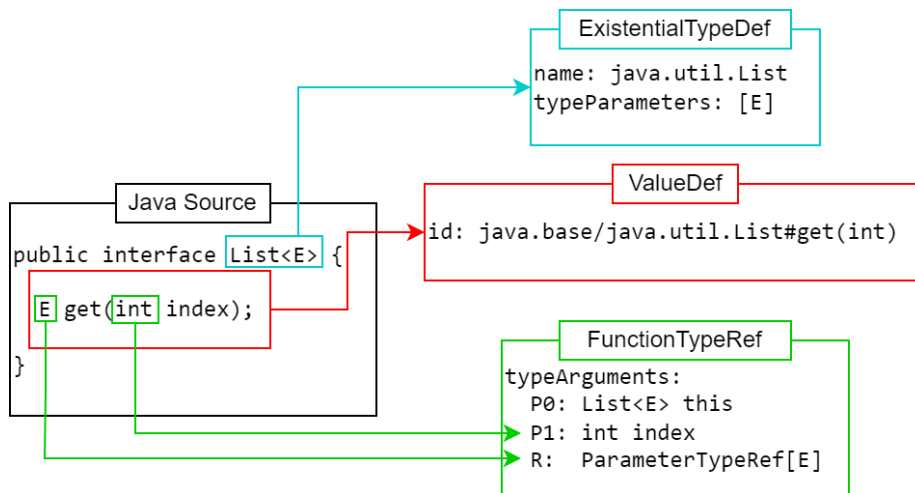 ExistentialTypeDef
name: java.util.List
typeParameters: [E]
ValueDef
id: java.base/java.util.List#get(int)
Java Source
public interface List<E> {
E get(int index);
}
FunctionTypeRef
typeArguments:
P0: List<E> this
P1: int index
R: ParameterTypeRef[E]